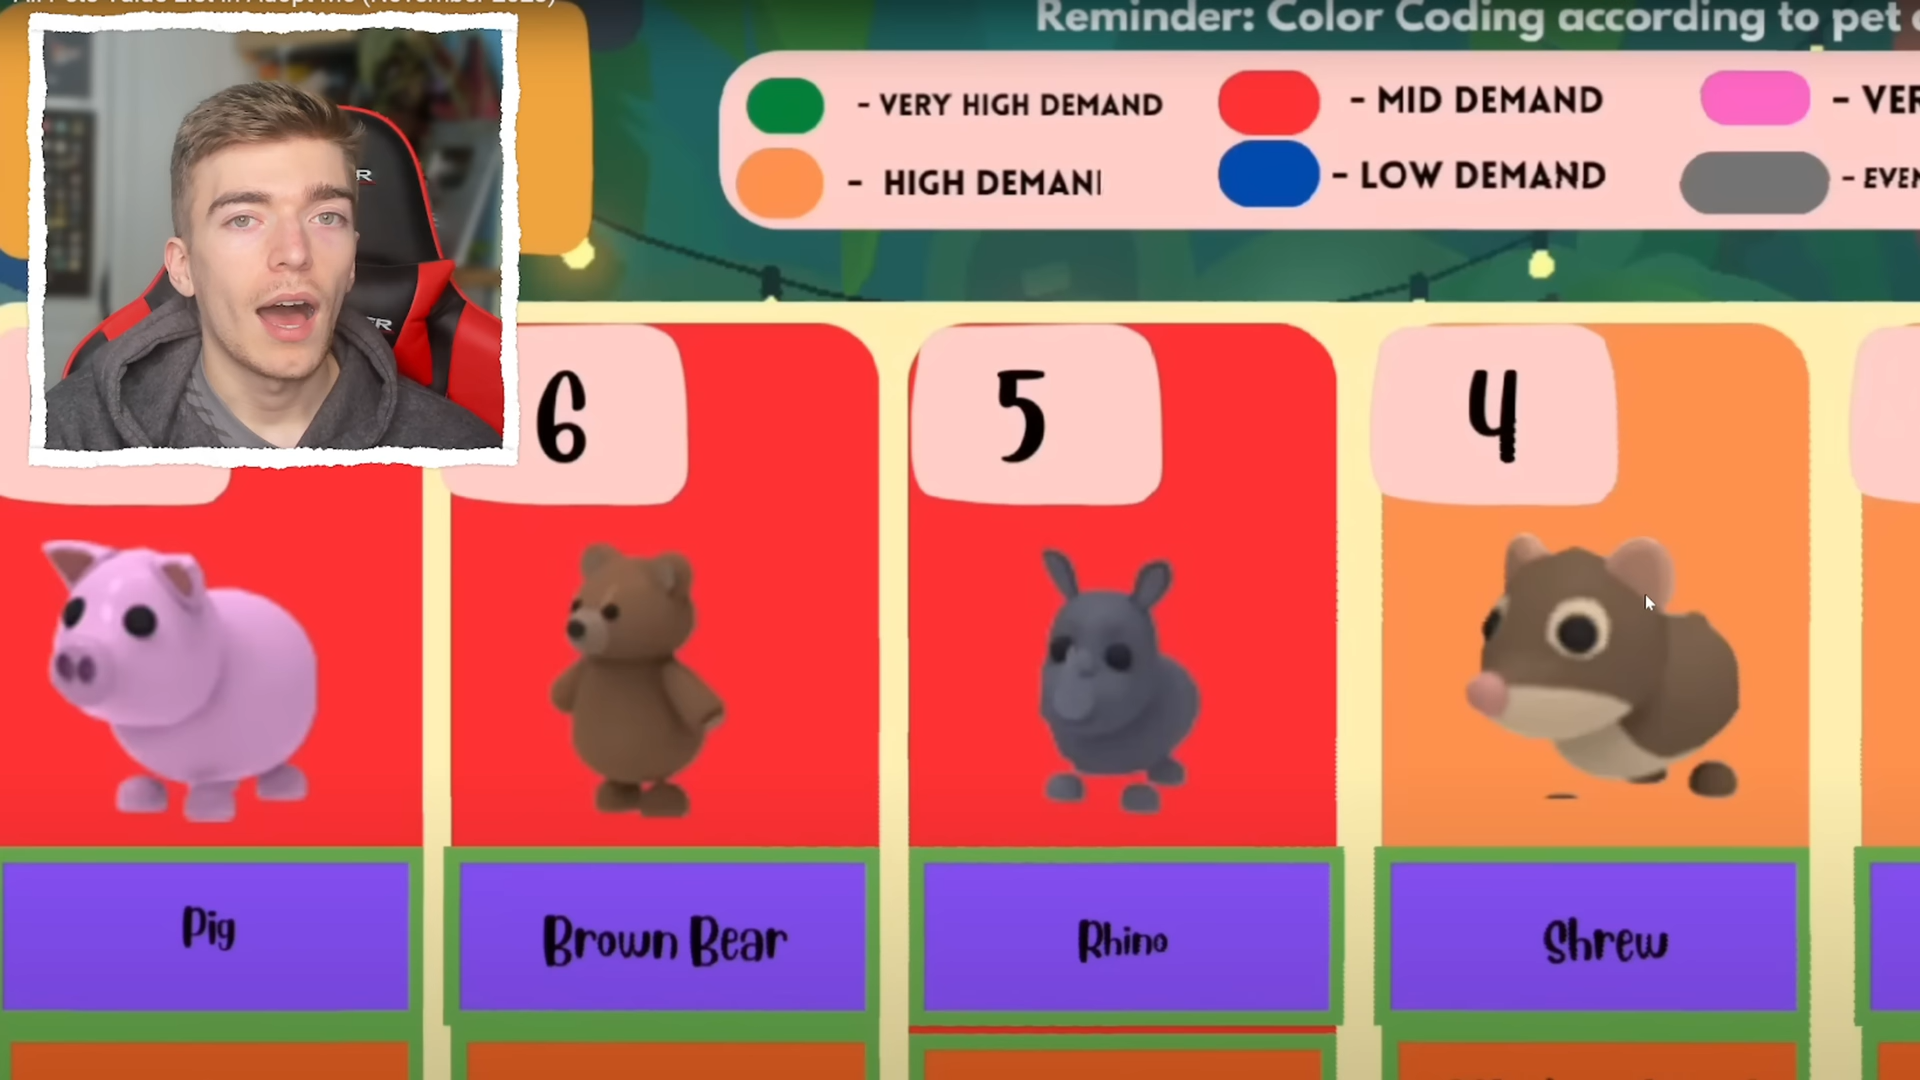 Reminder: Color Coding according to pet
- VERY HIGH DEMAND
- MID DEMAND
- HIGH DEMAN
- LOW DEMAND
6
5
4
Pig
Brown Bear
Rhino
Shrew